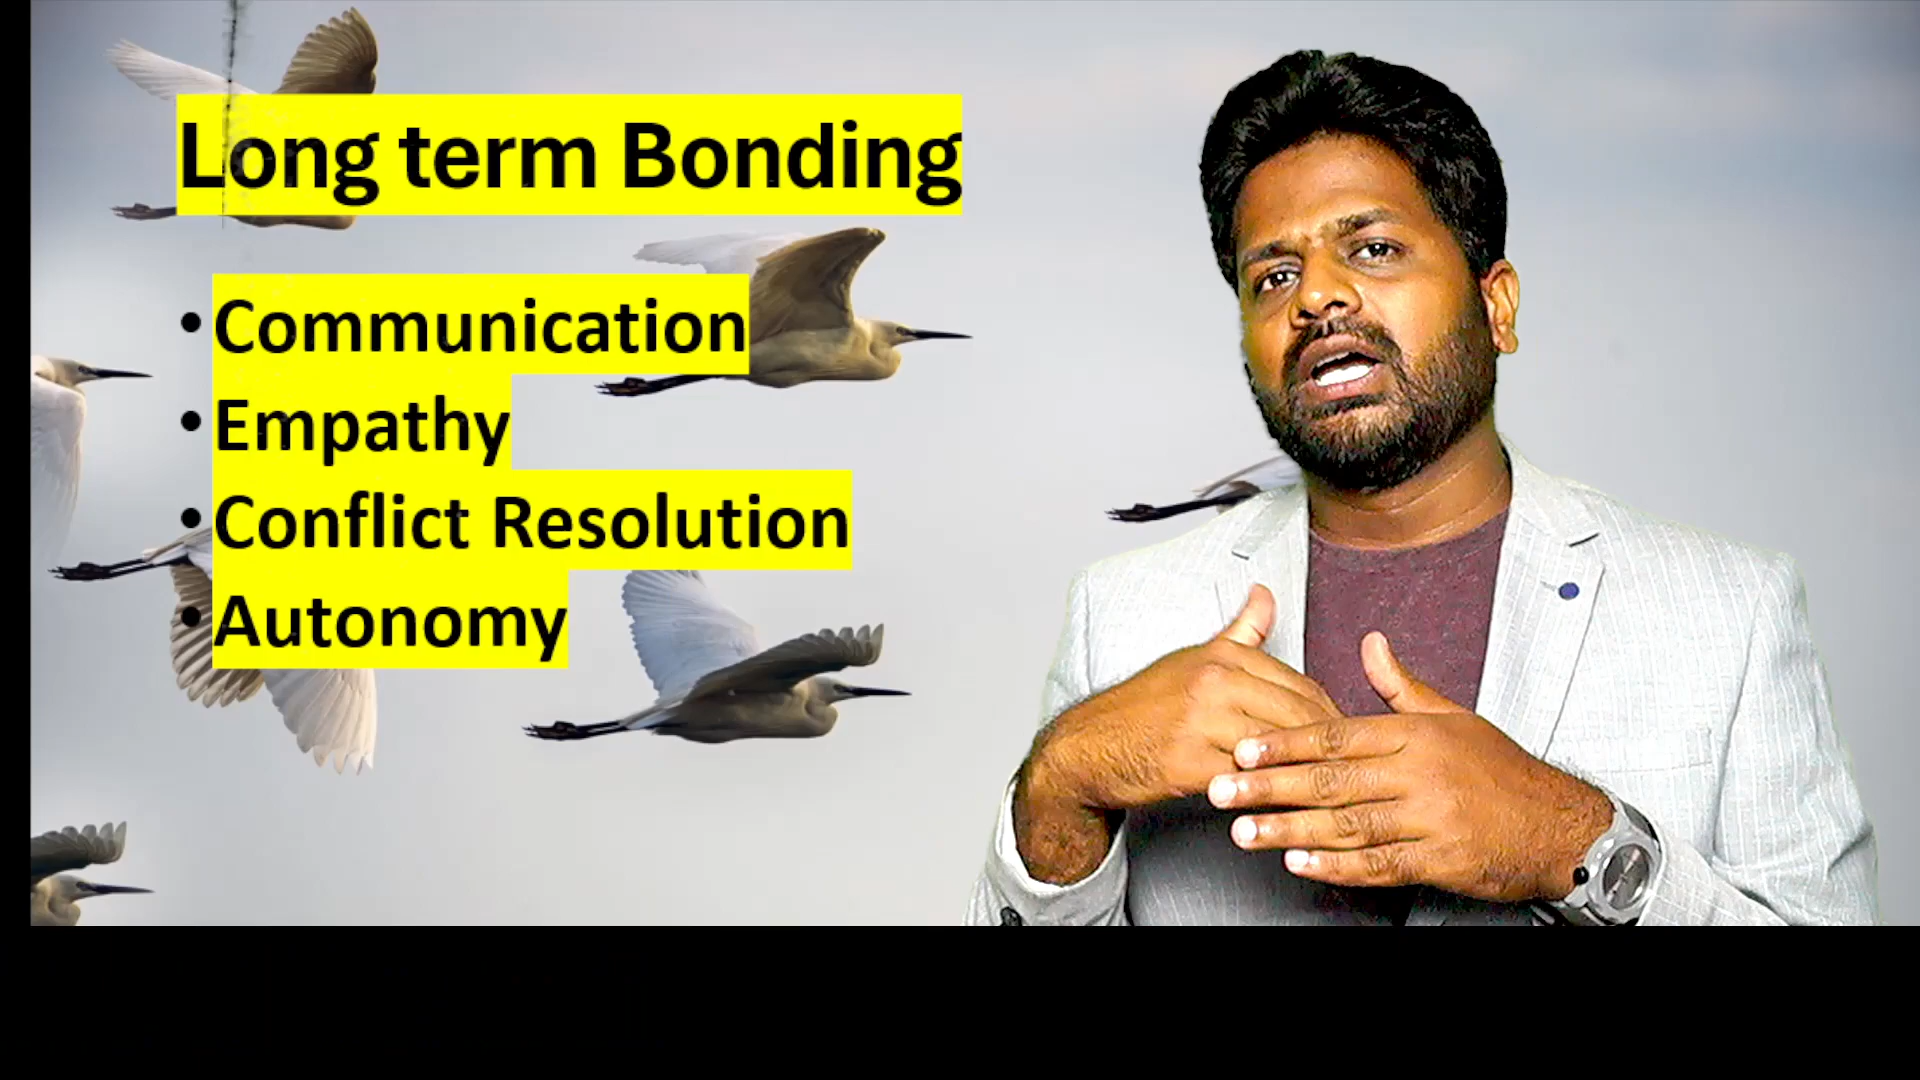 Long term Bonding
• Communication
• Empathy
• Conflict Resolution
• Autonomy